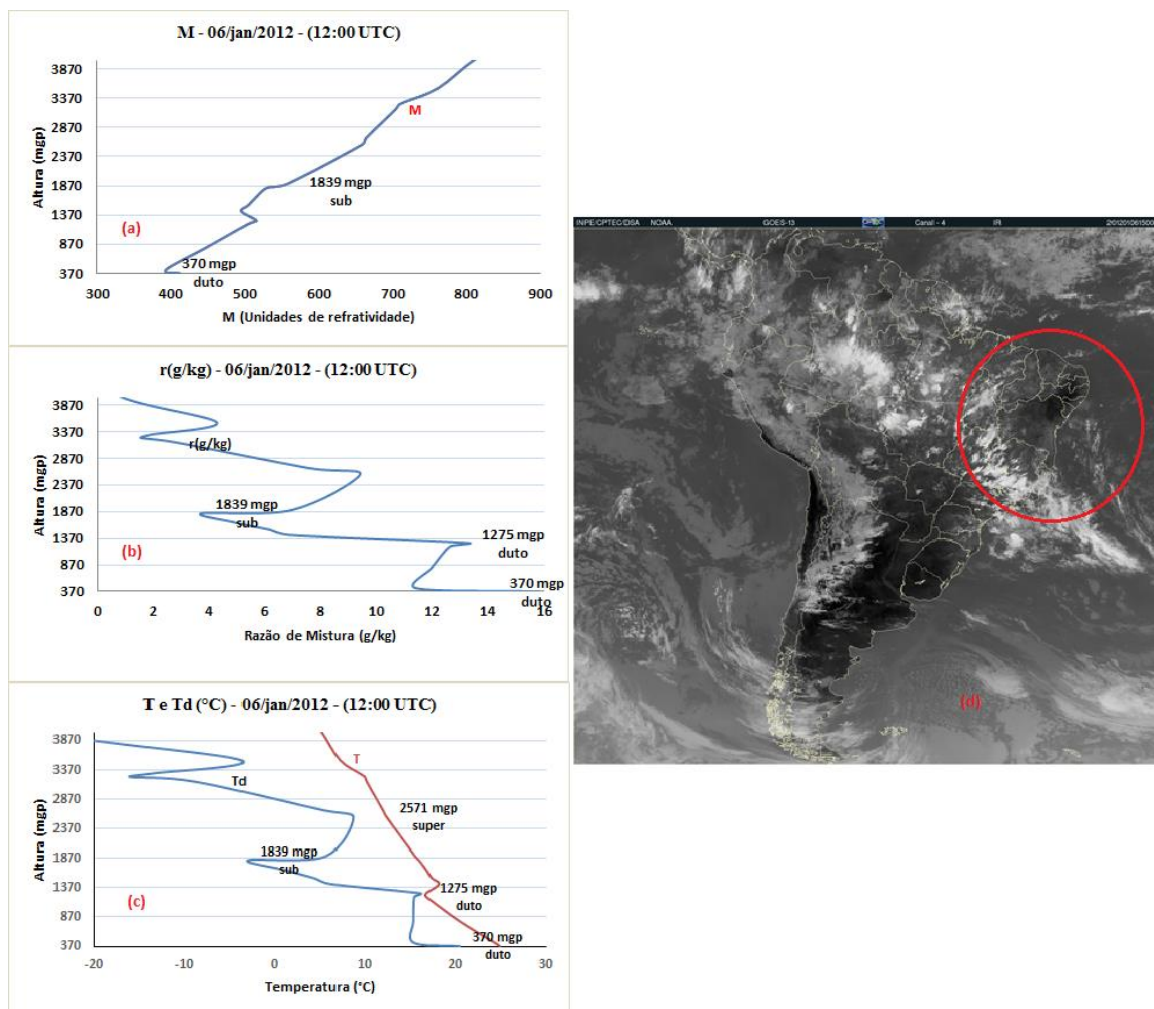 M - 06/jan/2012 - (12:00 UTC)
Altura (mgp)
3870
3370
2870
2370
1870
1370
870
370
M
1839 mgp
sub
(a)
370 mgp
duto
300 400 500 600 700 800 900
M (Unidades de refratividade)
r(g/kg) - 06/jan/2012 - (12:00 UTC)
Altura (mgp)
3870
3370
2870
2370
1870
1370
870
370
r(g/kg)
1839 mgp
sub
1275 mgp
duto
(b)
370 mgp
duto
0 2 4 6 8 10 12 14 16
Razão de Mistura (g/kg)
T e Td (°C) - 06/jan/2012 - (12:00 UTC)
Altura (mgp)
3870
3370
2870
2370
1870
1370
870
370
T
Td
2571 mgp
super
1839 mgp
sub
1275 mgp
duto
(c)
370 mgp
duto
-20 -10 0 10 20 30
Temperatura (°C)
INPE/CPTEC/DISA NOAA GOES-13 Canal - 4 IR
(d)